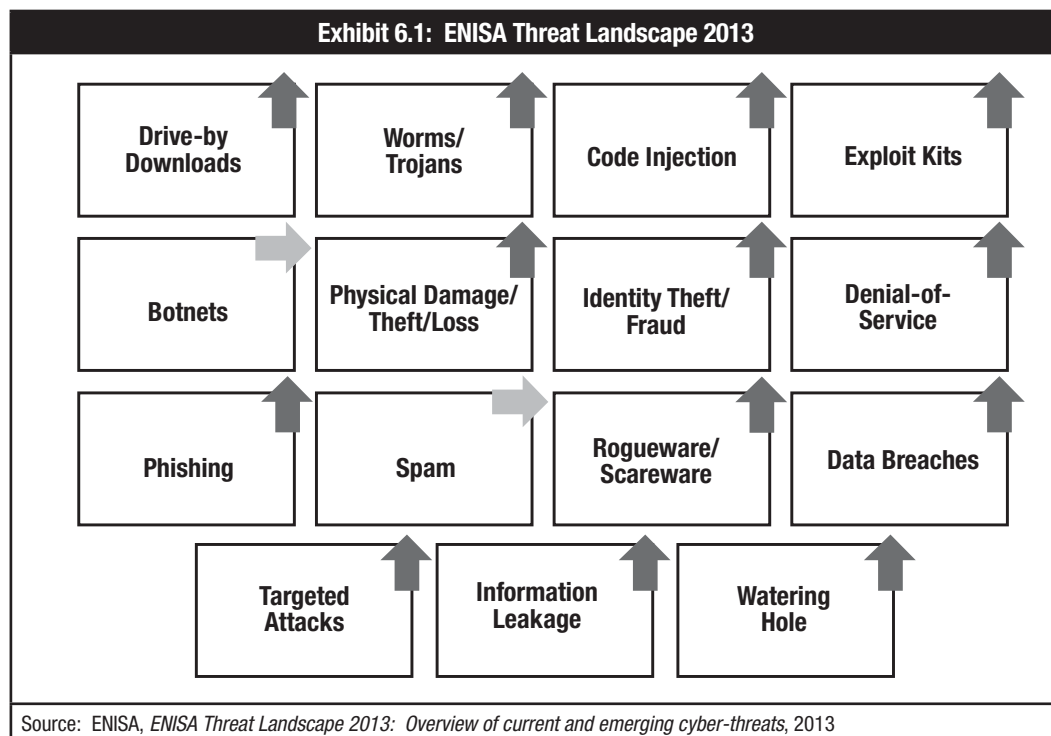 Exhibit 6.1: ENISA Threat Landscape 2013
Drive-by
Downloads
Worms/
Trojans
Code Injection
Exploit Kits
Botnets
Physical Damage/
Theft/Loss
Identity Theft/
Fraud
Denial-of-
Service
Phishing
Spam
Rogueware/
Scareware
Data Breaches
Targeted
Attacks
Information
Leakage
Watering
Hole
Source: ENISA, ENISA Threat Landscape 2013: Overview of current and emerging cyber-threats, 2013